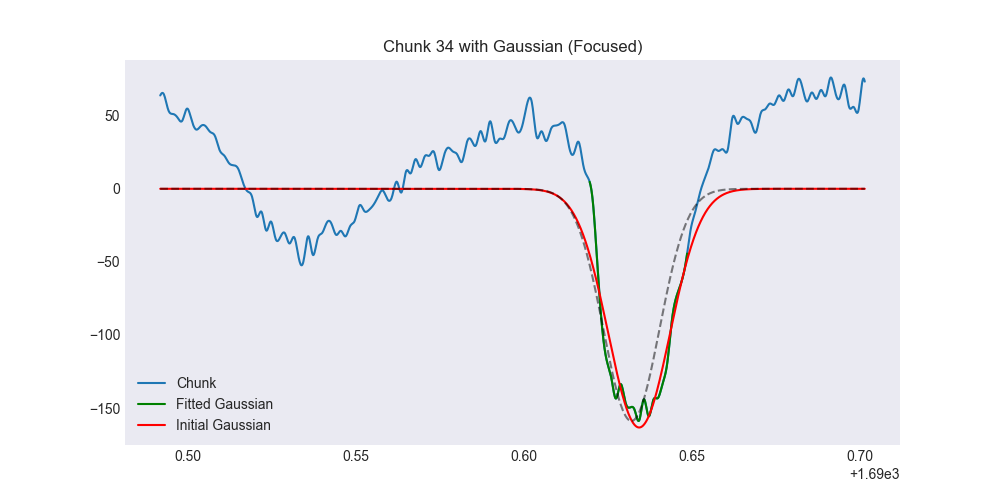 Chunk 34 with Gaussian (Focused)
50
0
−50
−100
−150
Chunk
Fitted Gaussian
Initial Gaussian
0.50 0.55 0.60 0.65 0.70
+1.69e3